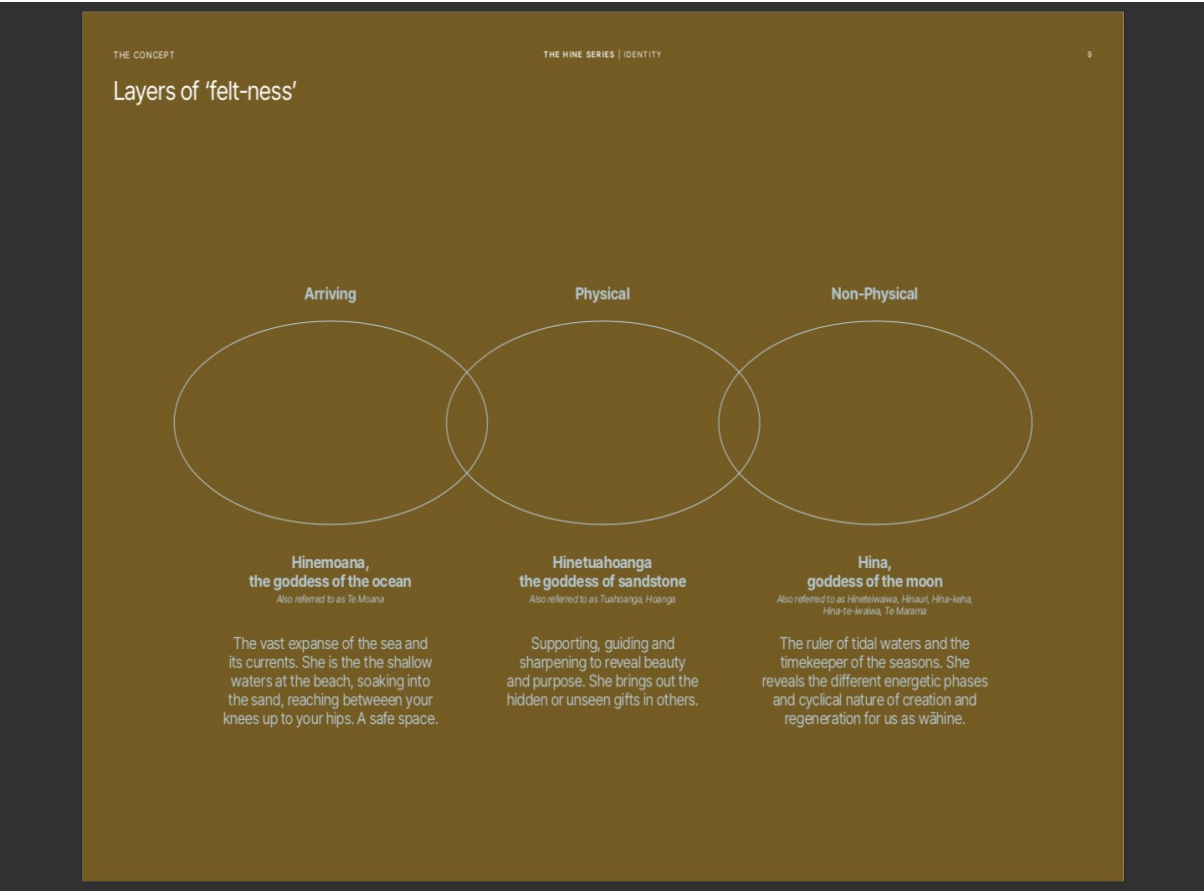 THE CONCEPT
THE HINE SERIES | IDENTITY
9
Layers of ‘felt-ness’
Arriving
Physical
Non-Physical
Hinemoana,
the goddess of the ocean
Also referred to as Te Moana
The vast expanse of the sea and
its currents. She is the the shallow
waters at the beach, soaking into
the sand, reaching betweeen your
knees up to your hips. A safe space.
Hinetuahoanga
the goddess of sandstone
Also referred to as Tuahoanga, Hoanga
Supporting, guiding and
sharpening to reveal beauty
and purpose. She brings out the
hidden or unseen gifts in others.
Hina,
goddess of the moon
Also referred to as Hineteiwaiwa, Hinauri, Hina-keha,
Hina-te-iwaiwa, Te Marama
The ruler of tidal waters and the
timekeeper of the seasons. She
reveals the different energetic phases
and cyclical nature of creation and
regeneration for us as wāhine.